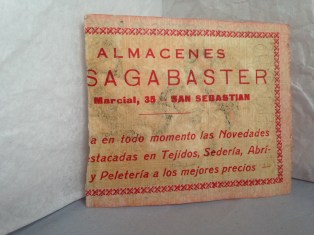 ALMACENES
SAGABASTER
Marcial, 35 - SAN SEBASTIAN
a en todo momento las Novedades
estacadas en Tejidos, Sedería, Abri-
y Peletería a los mejores precios